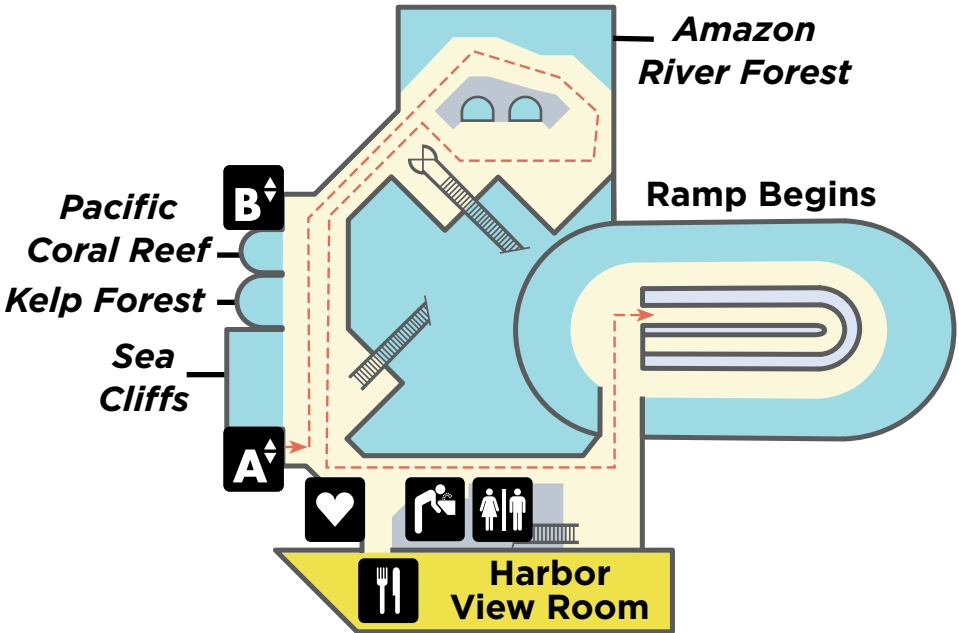 Amazon
River Forest
B
Ramp Begins
Pacific
Coral Reef
Kelp Forest
Sea
Cliffs
A
Harbor
View Room